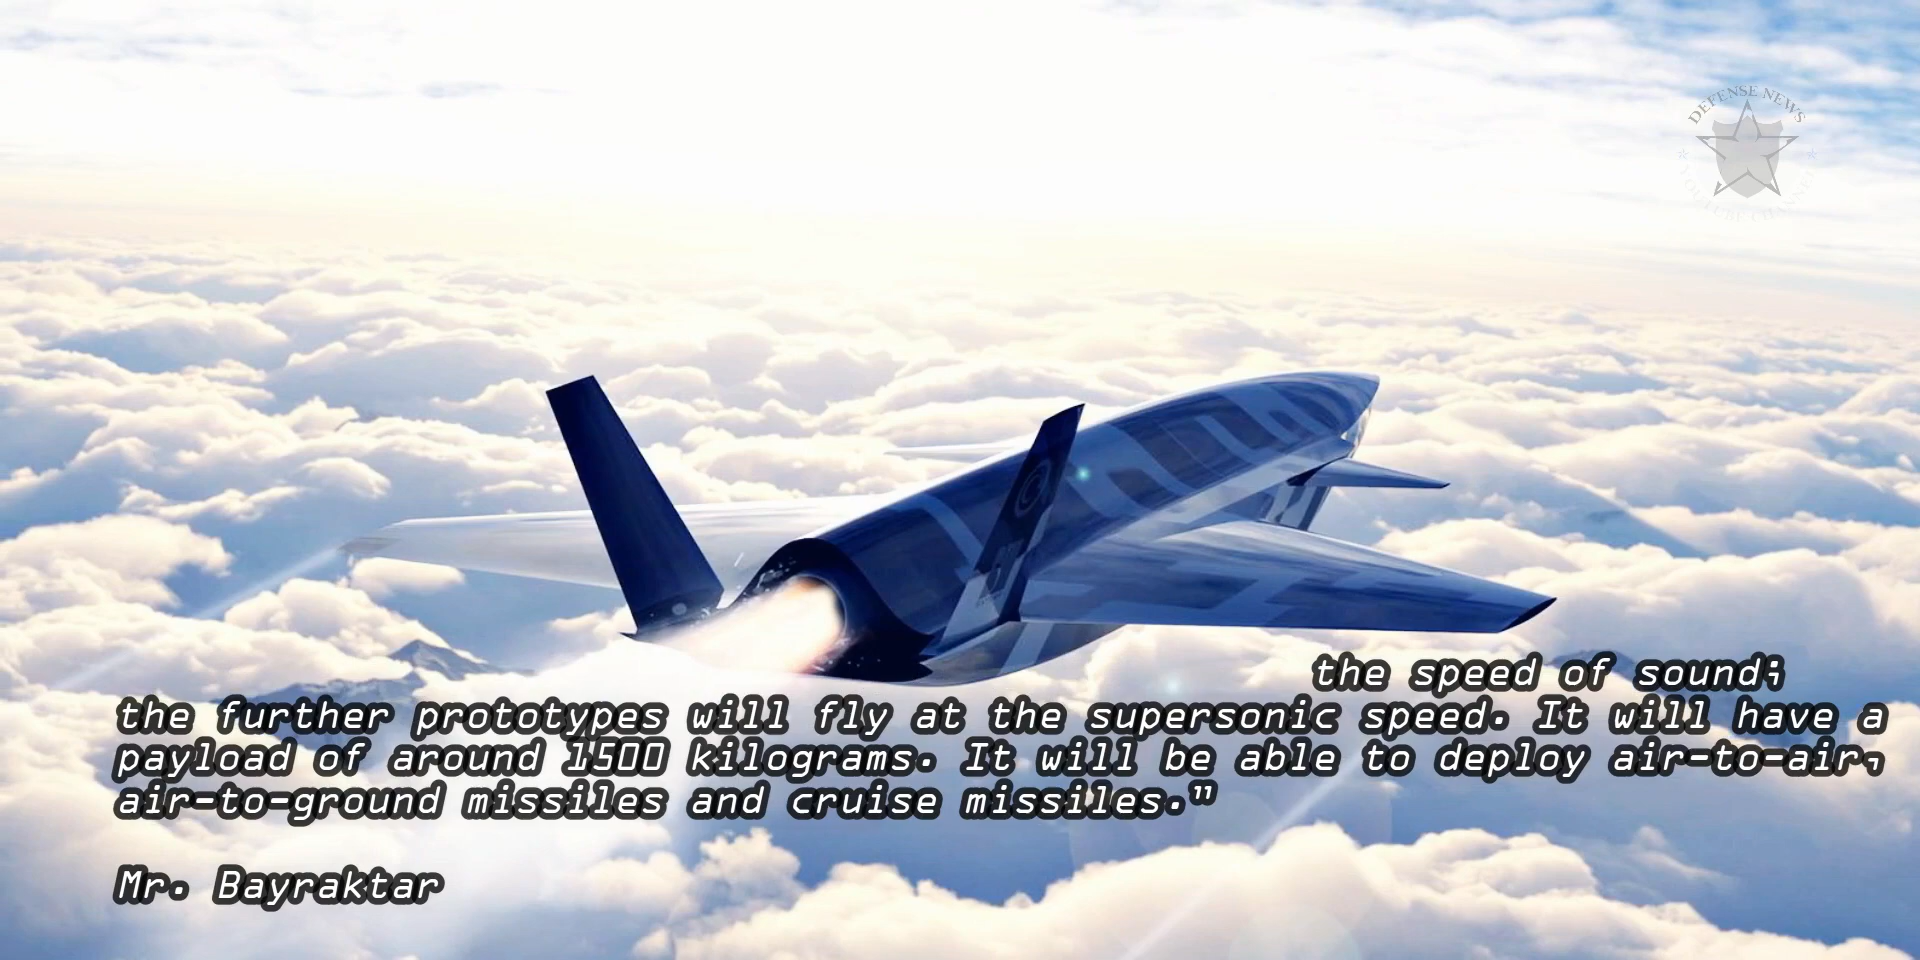 DEFENSE NEWS
YOUTUBE CHANNEL
the speed of sound;
the further prototypes will fly at the supersonic speed. It will have a
payload of around 1500 kilograms. It will be able to deploy air-to-air,
air-to-ground missiles and cruise missiles.”
Mr. Bayraktar